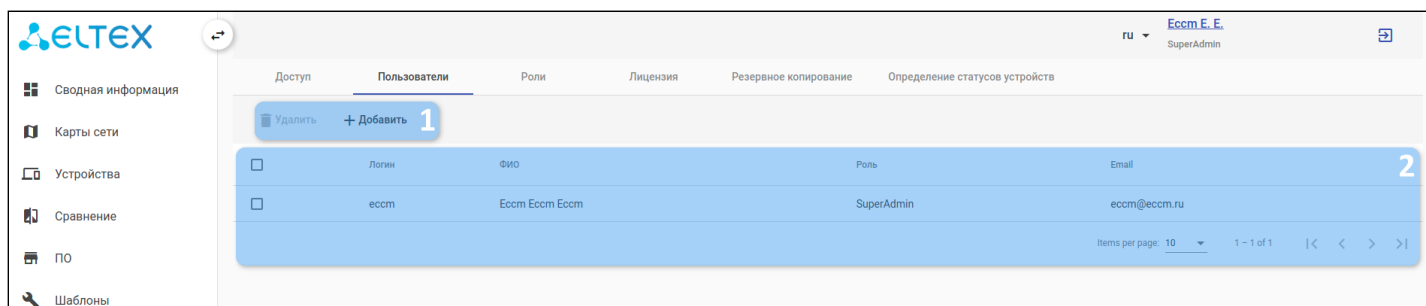 ELTEX
ru
Eccm E. E.
SuperAdmin
Доступ Пользователи Роли Лицензия Резервное копирование Определение статусов устройств
Сводная информация
Карты сети
Устройства
Сравнение
ПО
Шаблоны
Удалить Добавить 1
Логин ФИО Роль Email 2
eccm Eccm Eccm Eccm SuperAdmin eccm@eccm.ru
Items per page: 10 1 – 1 of 1